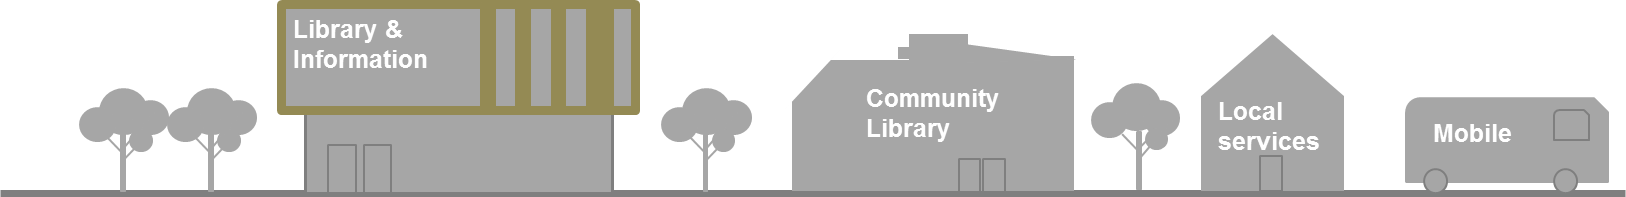 Library &
Information
Community
Library
Local
services
Mobile